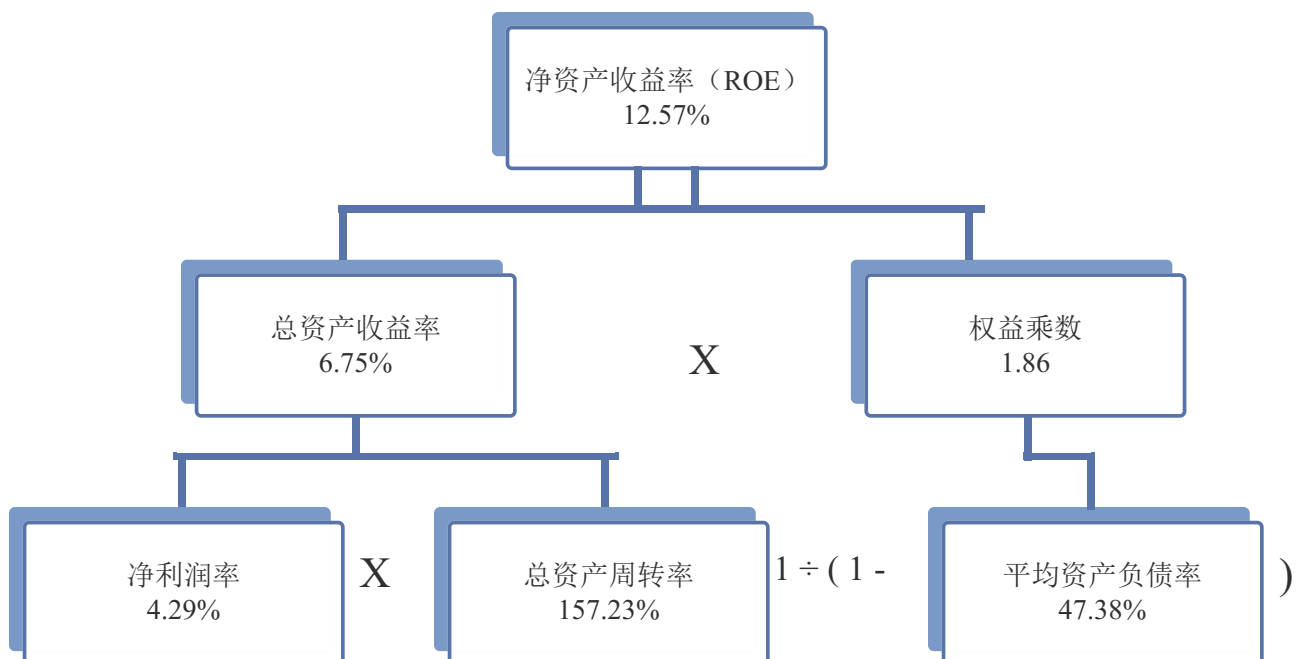 净资产收益率（ROE）
12.57%
总资产收益率
6.75%
X
权益乘数
1.86
净利润率
4.29%
X
总资产周转率
157.23%
1 ÷ ( 1 -
平均资产负债率
47.38%
)